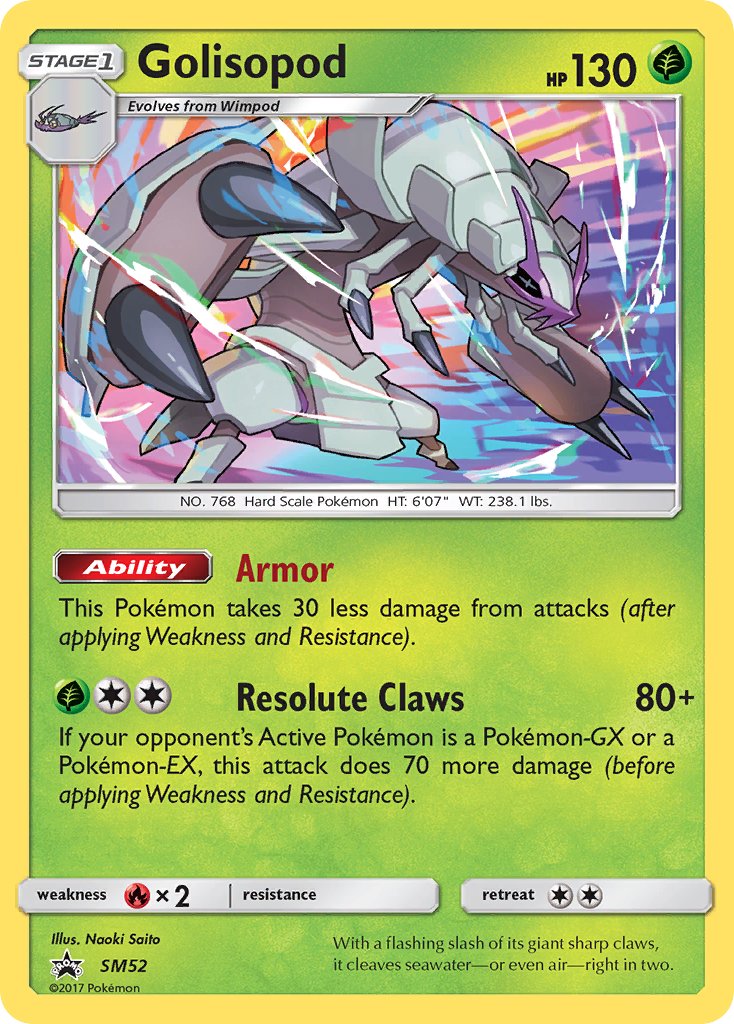 STAGE1
Golisopod
HP 130
Evolves from Wimpod
NO. 768 Hard Scale Pokémon HT: 6'07" WT: 238.1 lbs.
Ability Armor
This Pokémon takes 30 less damage from attacks (after
applying Weakness and Resistance).
Resolute Claws 80+
If your opponent's Active Pokémon is a Pokémon-GX or a
Pokémon-EX, this attack does 70 more damage (before
applying Weakness and Resistance).
weakness ×2 resistance retreat
Illus. Naoki Saito
PROMO SM52
©2017 Pokémon
With a flashing slash of its giant sharp claws,
it cleaves seawater—or even air—right in two.